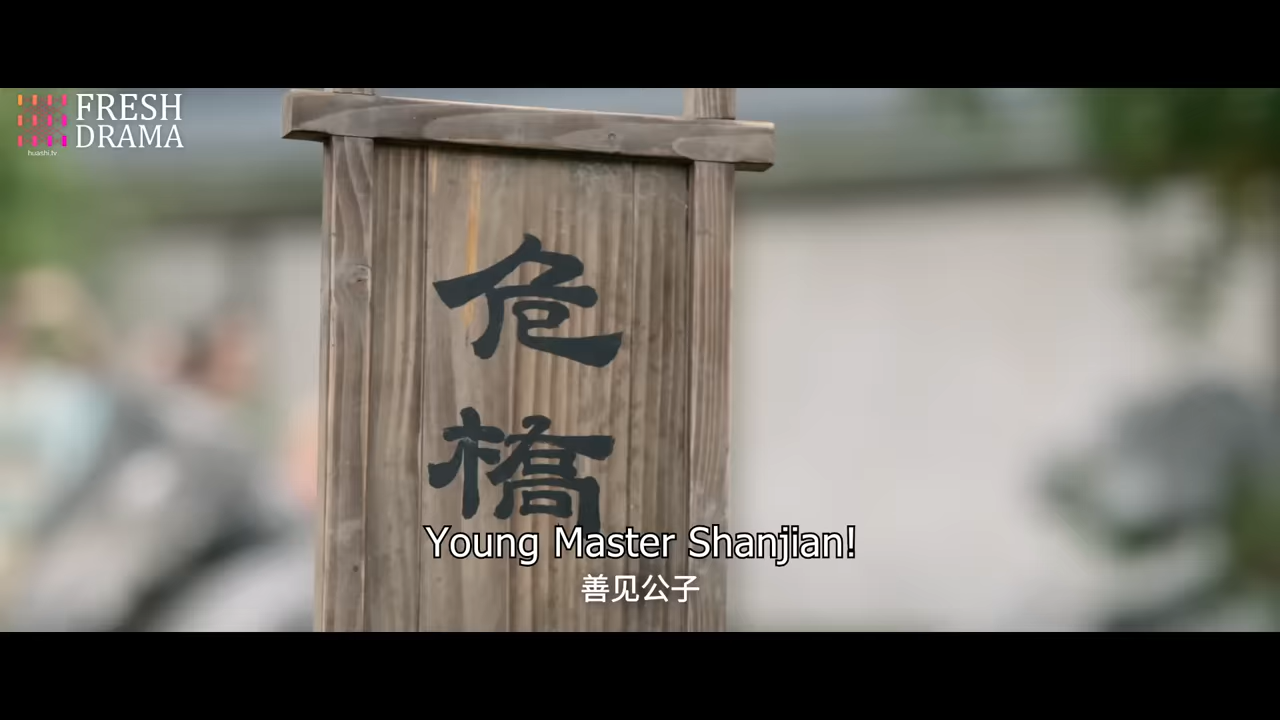 FRESH
DRAMA
huashi.tv
危
橋
Young Master Shanjian!
善见公子